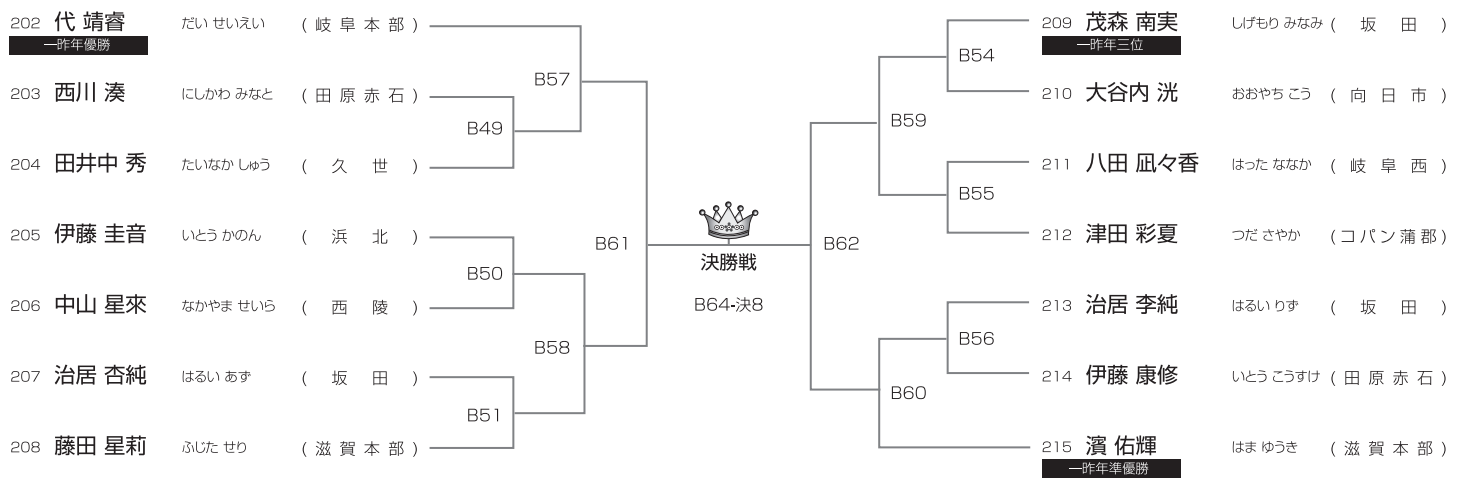 202 代 靖睿 だい せいえい (岐阜本部)
一昨年優勝
203 西川 湊 にしかわ みなと (田原赤石)
204 田井中 秀 たいなか しゅう (久世)
205 伊藤 圭音 いとう かのん (浜北)
206 中山 星來 なかやま せいら (西陵)
207 治居 杏純 はるい あず (坂田)
208 藤田 星莉 ふじた せり (滋賀本部)
B57
B49
B50
B58
B51
B61
決勝戦
B64-決8
B62
B54
B59
B55
B56
B60
209 茂森 南実 しげもり みなみ (坂田)
一昨年三位
210 大谷内 洸 おおやち こう (向日市)
211 八田 凪々香 はった ななか (岐阜西)
212 津田 彩夏 つだ さやか (コパン蒲郡)
213 治居 李純 はるい りず (坂田)
214 伊藤 康修 いとう こうすけ (田原赤石)
215 濱 佑輝 はま ゆうき (滋賀本部)
一昨年準優勝